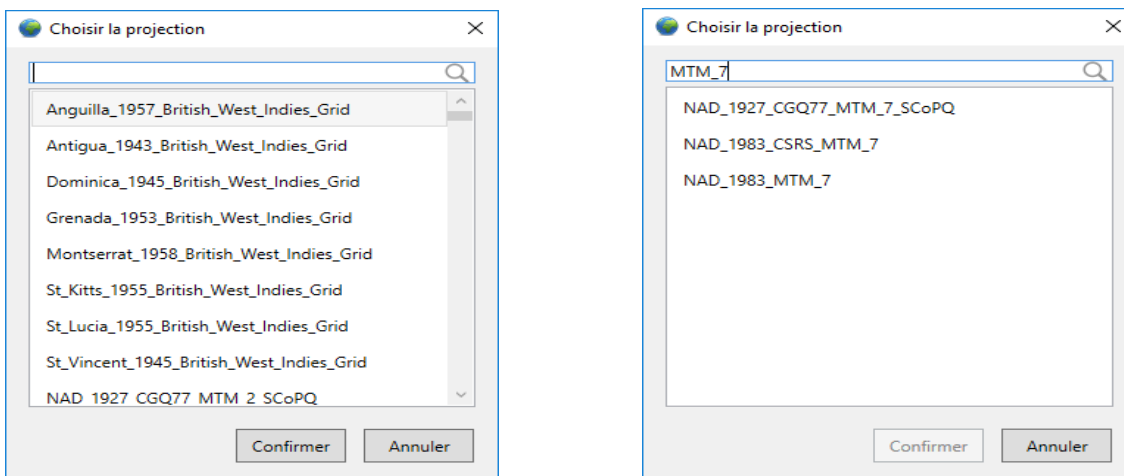 Choisir la projection
Anguilla_1957_British_West_Indies_Grid
Antigua_1943_British_West_Indies_Grid
Dominica_1945_British_West_Indies_Grid
Grenada_1953_British_West_Indies_Grid
Montserrat_1958_British_West_Indies_Grid
St_Kitts_1955_British_West_Indies_Grid
St_Lucia_1955_British_West_Indies_Grid
St_Vincent_1945_British_West_Indies_Grid
NAD_1927_CGQ77_MTM_2_SCoPQ
Confirmer
Annuler
Choisir la projection
MTM_7
NAD_1927_CGQ77_MTM_7_SCoPQ
NAD_1983_CSRS_MTM_7
NAD_1983_MTM_7
Confirmer
Annuler